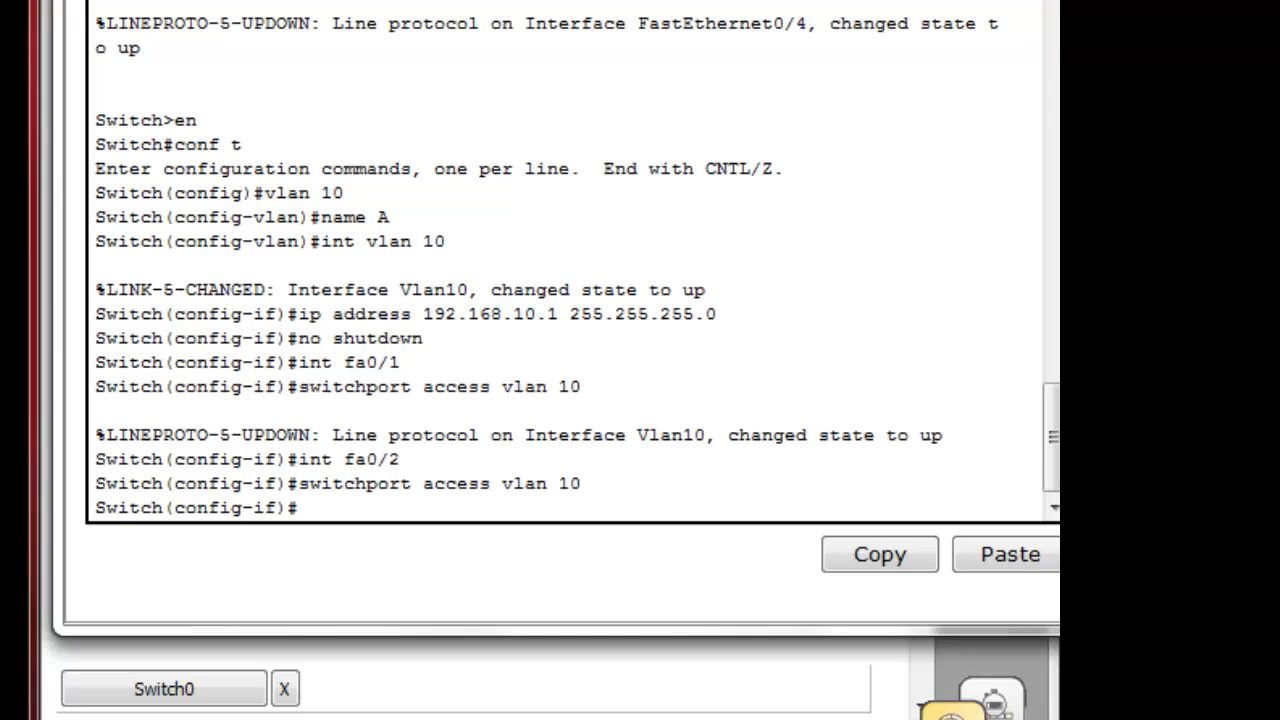 %LINEPROTO-5-UPDOWN: Line protocol on Interface FastEthernet0/4, changed state t
o up
Switch>en
Switch#conf t
Enter configuration commands, one per line.  End with CNTL/Z.
Switch(config)#vlan 10
Switch(config-vlan)#name A
Switch(config-vlan)#int vlan 10
%LINK-5-CHANGED: Interface Vlan10, changed state to up
Switch(config-if)#ip address 192.168.10.1 255.255.255.0
Switch(config-if)#no shutdown
Switch(config-if)#int fa0/1
Switch(config-if)#switchport access vlan 10
%LINEPROTO-5-UPDOWN: Line protocol on Interface Vlan10, changed state to up
Switch(config-if)#int fa0/2
Switch(config-if)#switchport access vlan 10
Switch(config-if)#
Copy Paste
Switch0 X